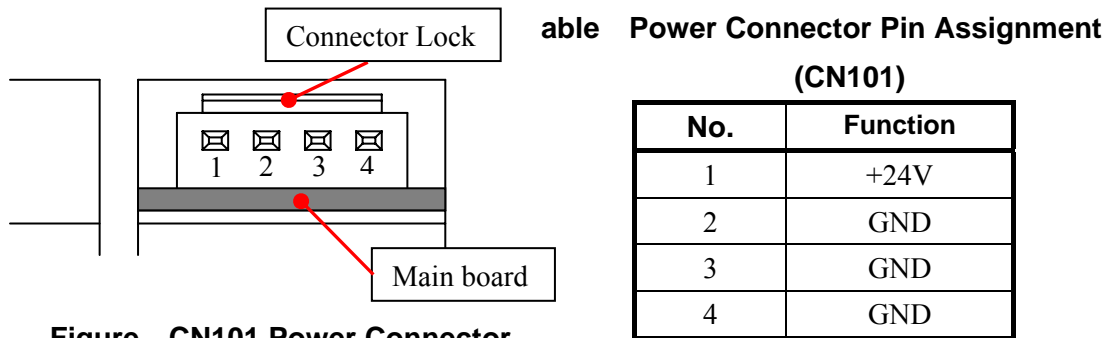 Connector Lock
1 2 3 4
Main board
Figure CN101 Power Connector
able Power Connector Pin Assignment
(CN101)
No. Function
1 +24V
2 GND
3 GND
4 GND